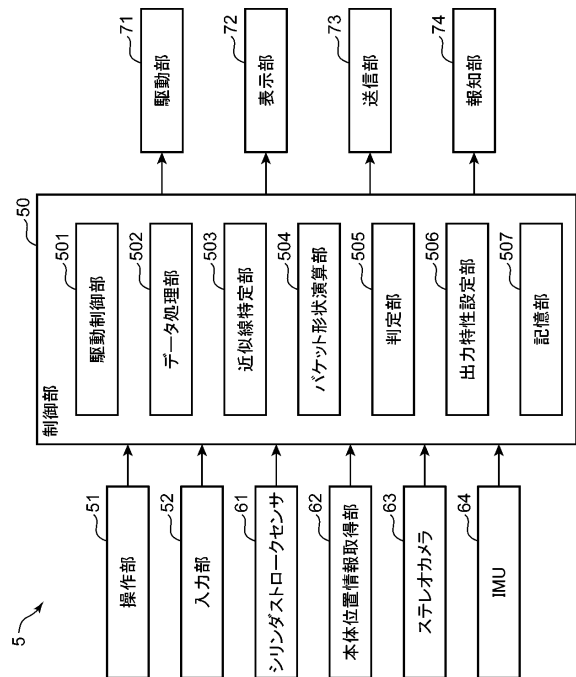 5
51
操作部
52
入力部
61
シリンダストロークセンサ
62
本体位置情報取得部
63
ステレオカメラ
64
IMU
50
制御部
501
駆動制御部
502
データ処理部
503
近似線特定部
504
バケット形状演算部
505
判定部
506
出力特性設定部
507
記憶部
71
駆動部
72
表示部
73
送信部
74
報知部